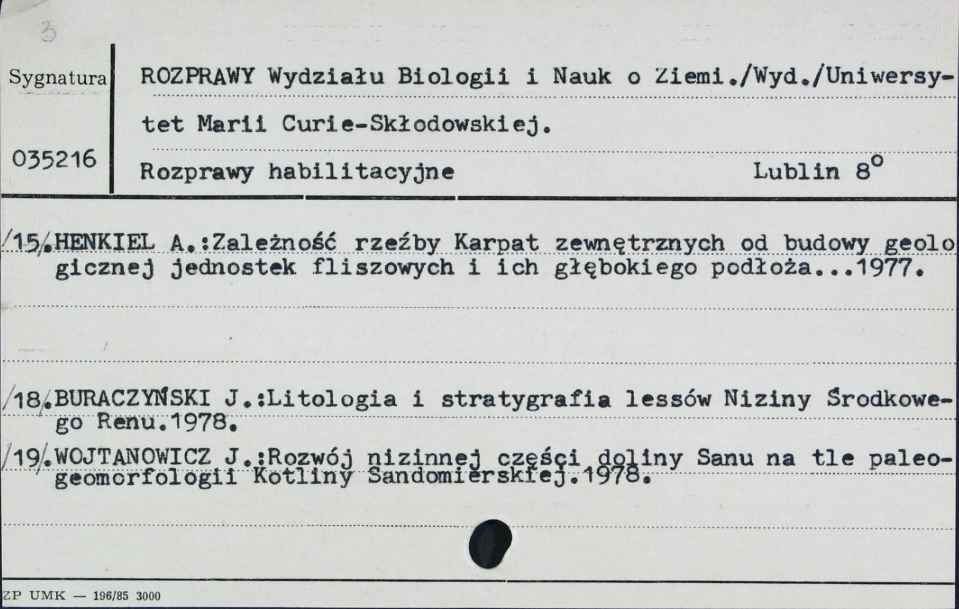 3
Sygnatura
ROZPRAWY Wydziału Biologii i Nauk o Ziemi./Wyd./Uniwersy-
tet Marii Curie-Skłodowskiej.
035216
Rozprawy habilitacyjne Lublin 8°
/15/.HENKIEL A.:Zależność rzeźby Karpat zewnętrznych od budowy geolo
gicznej jednostek fliszowych i ich głębokiego podłoża...1977.
/18/.BURACZYŃSKI J.:Litologia i stratygrafia lessów Niziny Środkowe-
go Renu.1978.
/19/.WOJTANOWICZ J.:Rozwój nizinnej części doliny Sanu na tle paleo-
geomorfologii Kotliny Sandomierskiej.1978.
ZP UMK — 196/85 3000